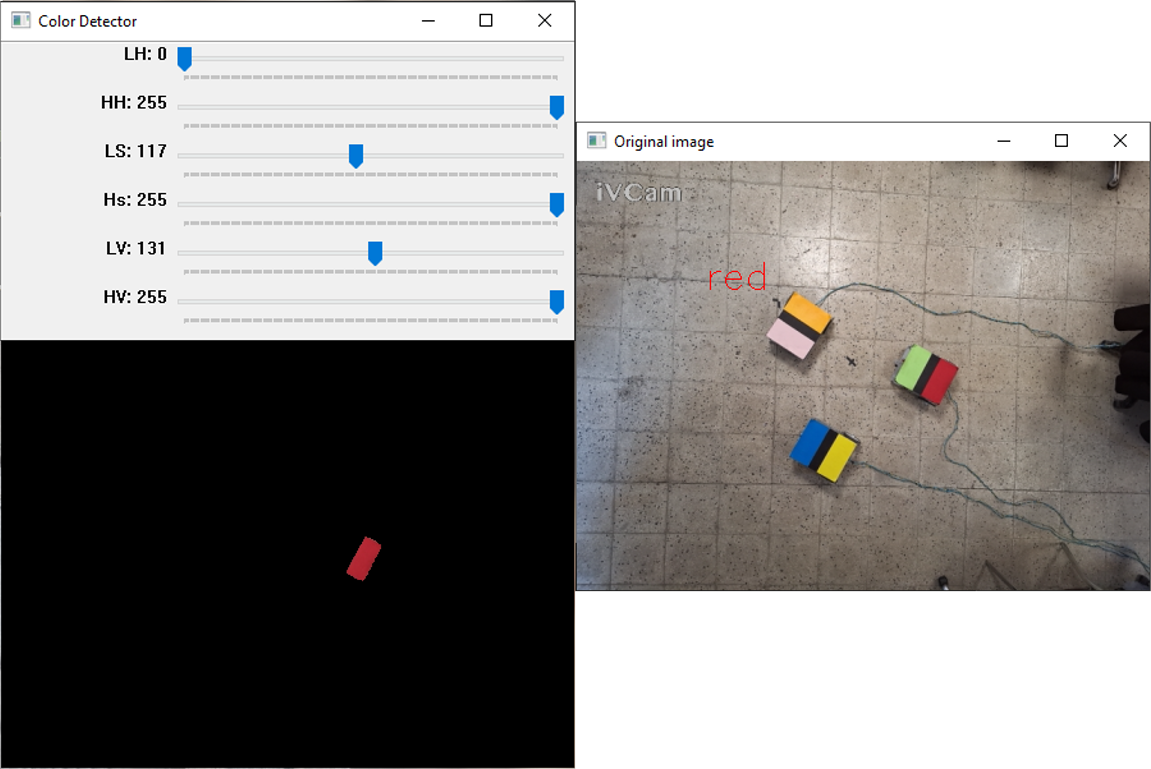 Color Detector
LH: 0
HH: 255
LS: 117
Hs: 255
LV: 131
HV: 255
Original image
iVCam
red